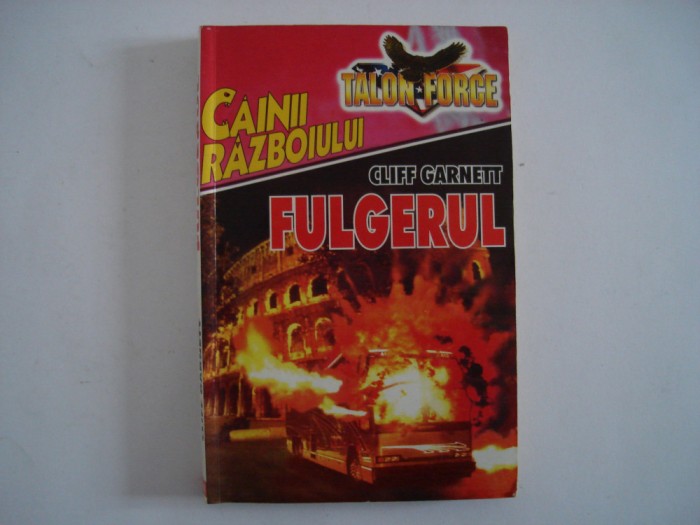 TALON FORCE
CÂINII
RĂZBOIULUI
CLIFF GARNETT
FULGERUL